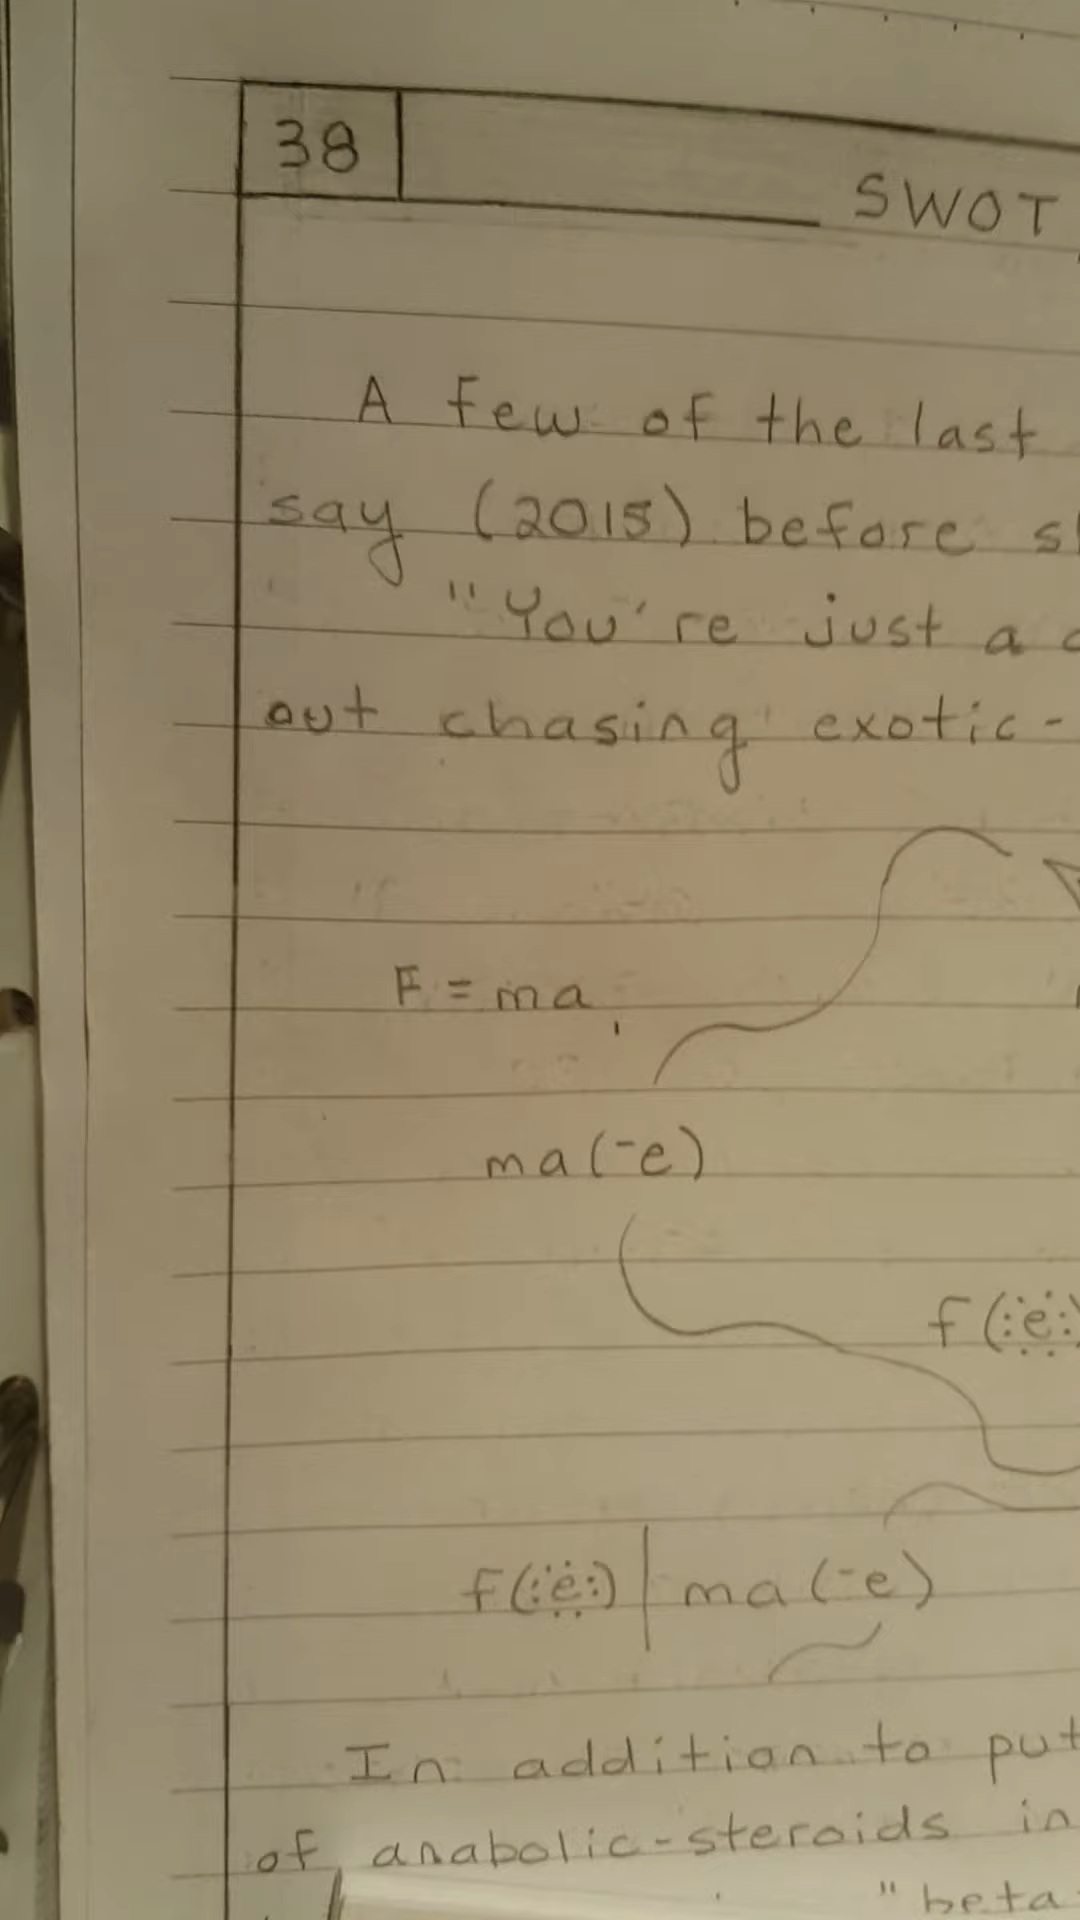 38
SWOT
A few of the last
say (2015) before
"You're just a
out chasing exotic-
F = ma
ma(-e)
f(:ë:)
f(:ë:) | ma(-e)
In addition to put
of anabolic-steroids in
"beta